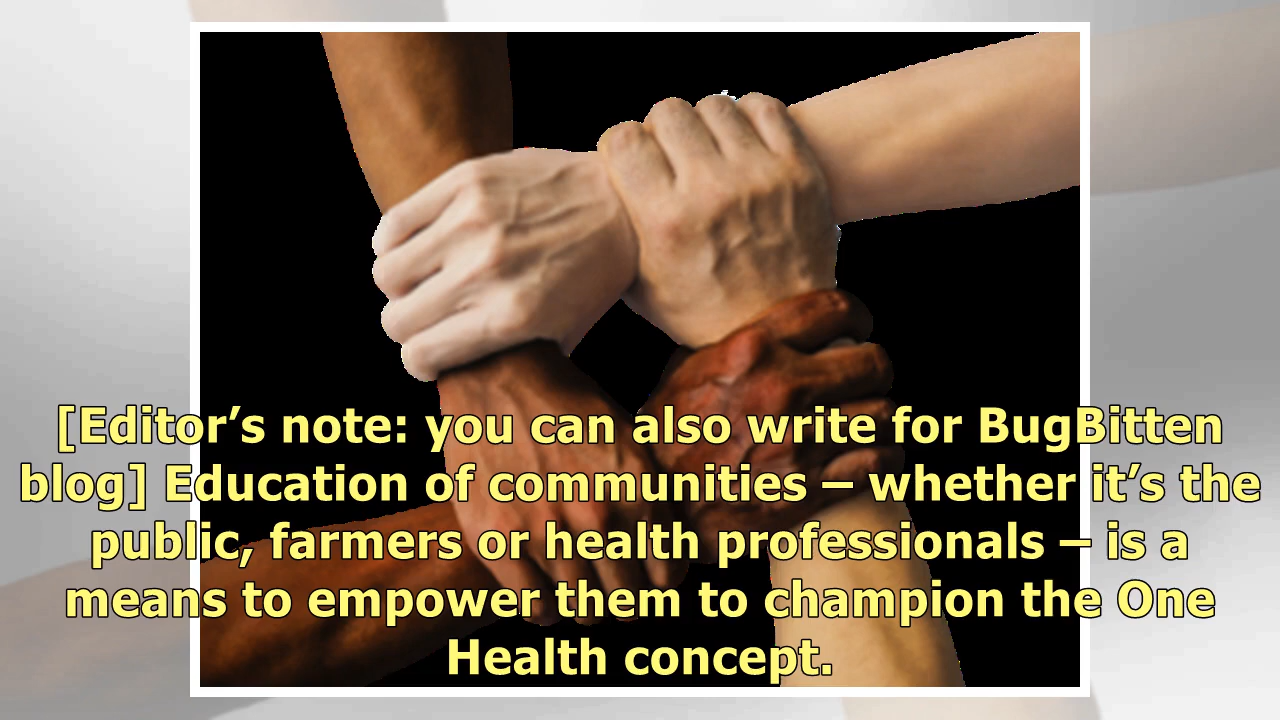 [Editor’s note: you can also write for BugBitten
blog] Education of communities – whether it’s the
public, farmers or health professionals – is a
means to empower them to champion the One
Health concept.